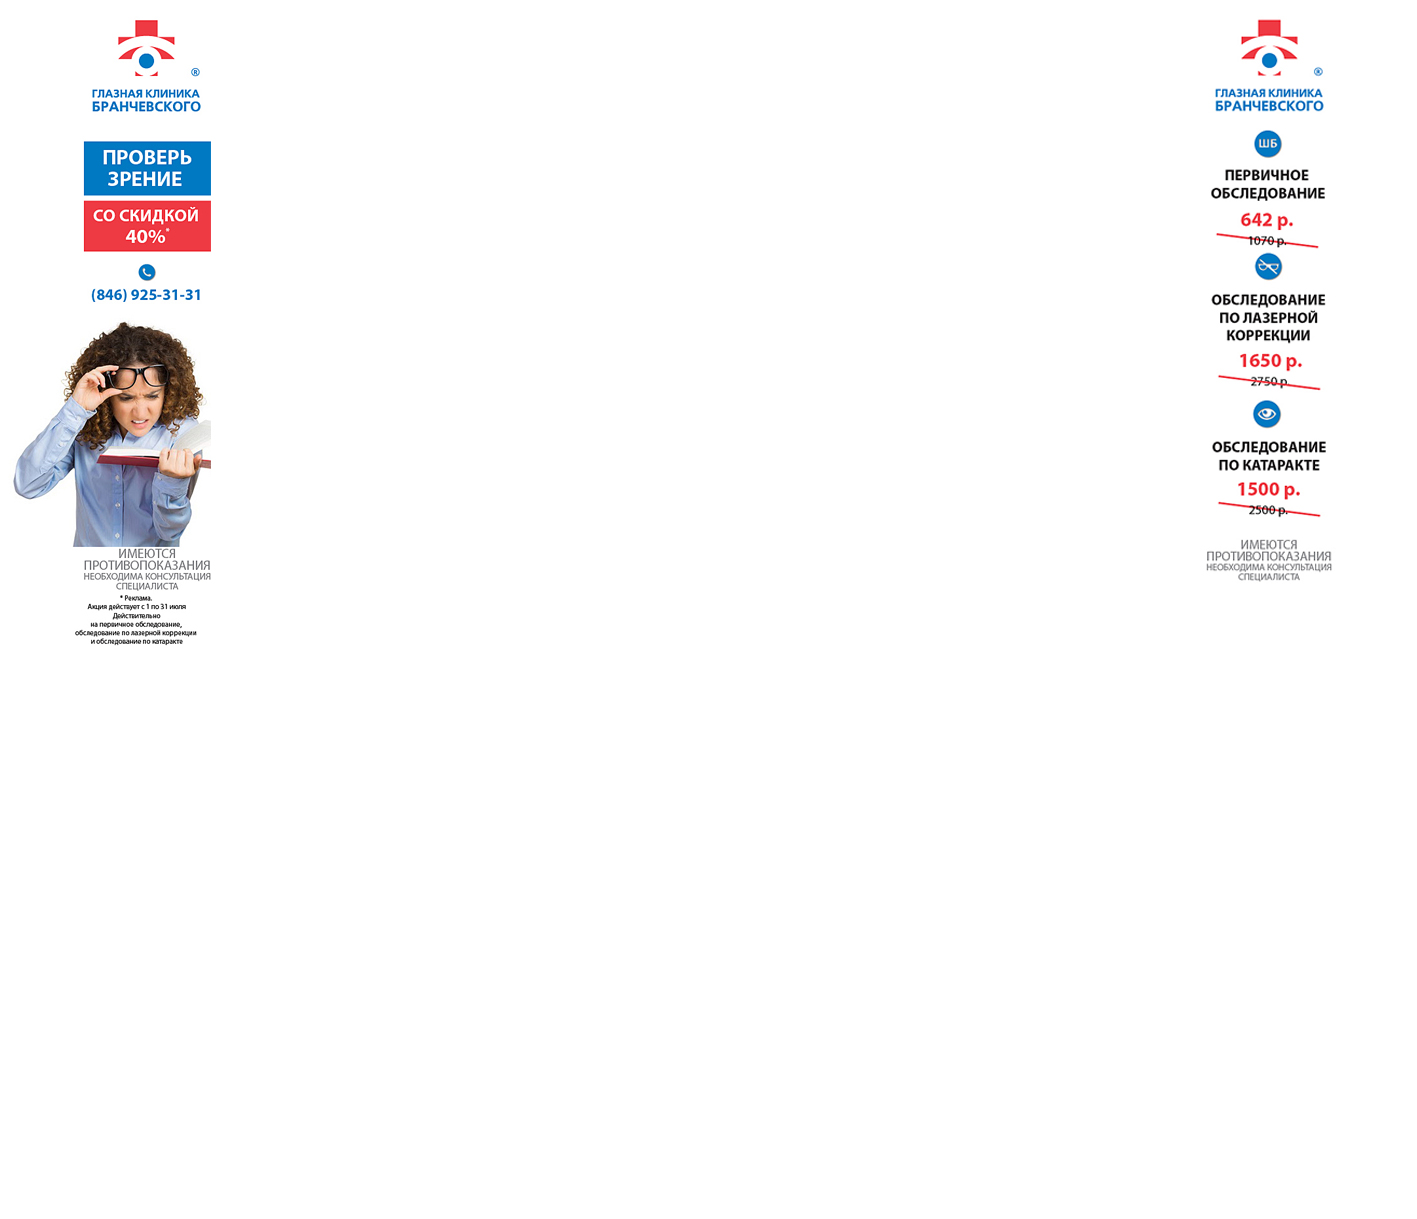 ®
ГЛАЗНАЯ КЛИНИКА
БРАНЧЕВСКОГО
ПРОВЕРЬ
ЗРЕНИЕ
СО СКИДКОЙ
40%*
(846) 925-31-31
ИМЕЮТСЯ
ПРОТИВОПОКАЗАНИЯ
НЕОБХОДИМА КОНСУЛЬТАЦИЯ
СПЕЦИАЛИСТА
* Реклама.
Акция действует с 1 по 31 июля
Действительно
на первичное обследование,
обследование по лазерной коррекции
и обследование по катаракте
®
ГЛАЗНАЯ КЛИНИКА
БРАНЧЕВСКОГО
ШБ
ПЕРВИЧНОЕ
ОБСЛЕДОВАНИЕ
642 р.
1070 р.
ОБСЛЕДОВАНИЕ
ПО ЛАЗЕРНОЙ
КОРРЕКЦИИ
1650 р.
2750 р.
ОБСЛЕДОВАНИЕ
ПО КАТАРАКТЕ
1500 р.
2500 р.
ИМЕЮТСЯ
ПРОТИВОПОКАЗАНИЯ
НЕОБХОДИМА КОНСУЛЬТАЦИЯ
СПЕЦИАЛИСТА